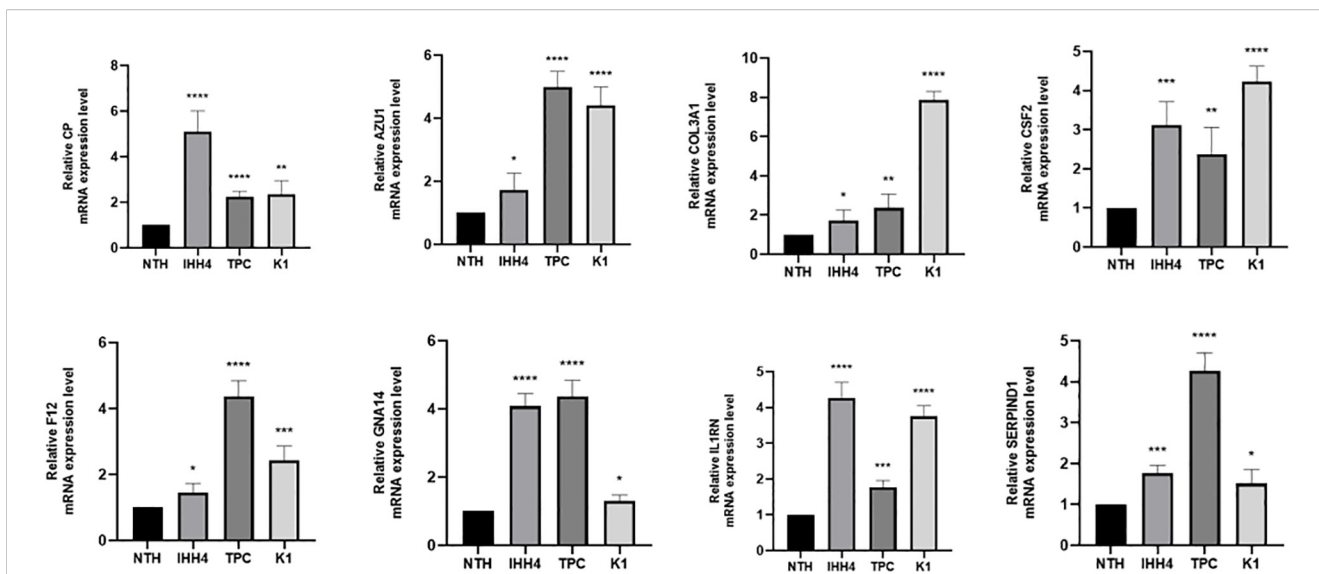 Relative CP
mRNA expression level
8
6
4
2
0
****
****
**
NTH IHH4 TPC K1
Relative AZU1
mRNA expression level
6
4
2
0
*
****
****
NTH IHH4 TPC K1
Relative COL3A1
mRNA expression level
10
8
6
4
2
0
*
**
****
NTH IHH4 TPC K1
Relative CSF2
mRNA expression level
5
4
3
2
1
0
***
**
****
NTH IHH4 TPC K1
Relative F12
mRNA expression level
6
4
2
0
*
****
***
NTH IHH4 TPC K1
Relative GNA14
mRNA expression level
6
4
2
0
****
****
*
NTH IHH4 TPC K1
Relative IL1RN
mRNA expression level
5
4
3
2
1
0
****
***
****
NTH IHH4 TPC K1
Relative SERPIND1
mRNA expression level
5
4
3
2
1
0
***
****
*
NTH IHH4 TPC K1